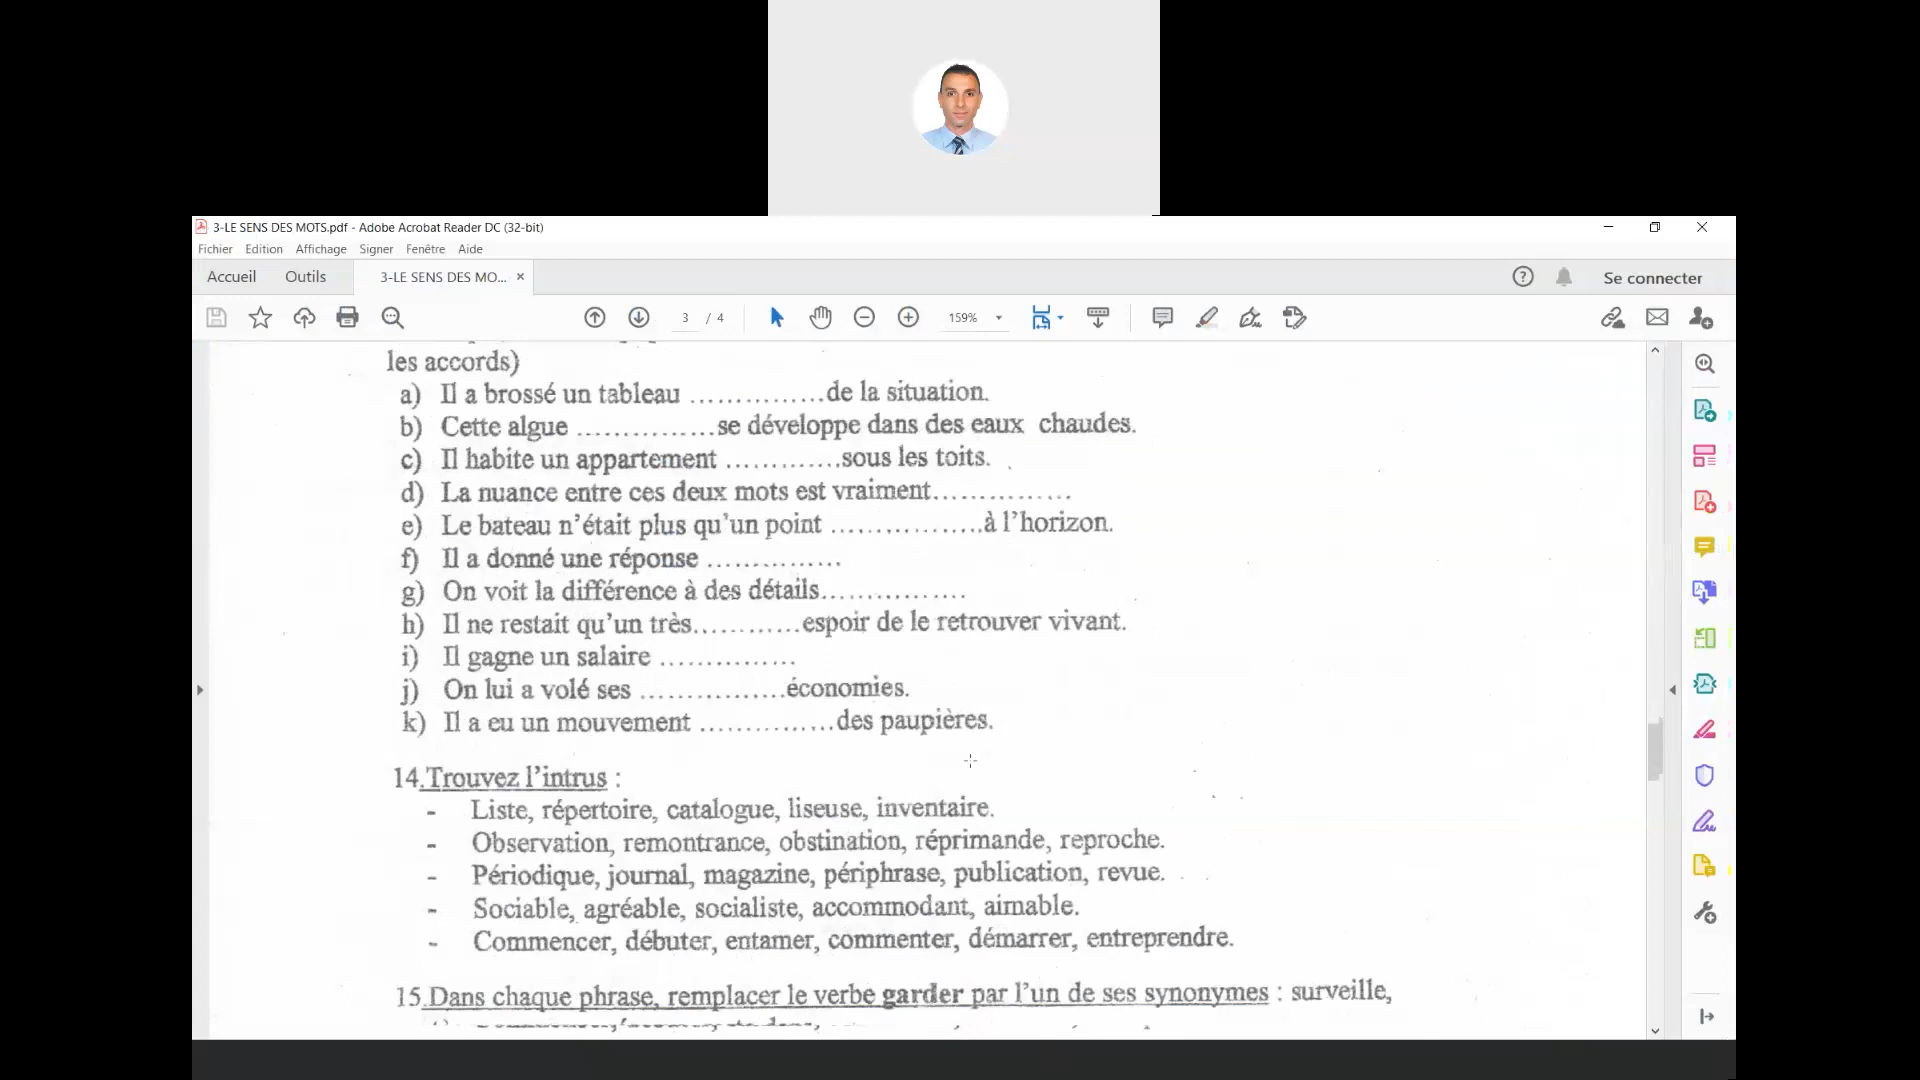 3-LE SENS DES MOTS.pdf - Adobe Acrobat Reader DC (32-bit)
Fichier Edition Affichage Signer Fenêtre Aide
Accueil Outils 3-LE SENS DES MO... × Se connecter
3 / 4 159%
les accords)
a) Il a brossé un tableau ...............de la situation.
b) Cette algue ...............se développe dans des eaux chaudes.
c) Il habite un appartement .............sous les toits.
d) La nuance entre ces deux mots est vraiment...............
e) Le bateau n'était plus qu'un point ................à l'horizon.
f) Il a donné une réponse ...............
g) On voit la différence à des détails................
h) Il ne restait qu'un très............espoir de le retrouver vivant.
i) Il gagne un salaire ...............
j) On lui a volé ses ................économies.
k) Il a eu un mouvement ...............des paupières.
14.Trouvez l'intrus :
- Liste, répertoire, catalogue, liseuse, inventaire.
- Observation, remontrance, obstination, réprimande, reproche.
- Périodique, journal, magazine, périphrase, publication, revue.
- Sociable, agréable, socialiste, accommodant, aimable.
- Commencer, débuter, entamer, commenter, démarrer, entreprendre.
15.Dans chaque phrase, remplacer le verbe garder par l'un de ses synonymes : surveille,